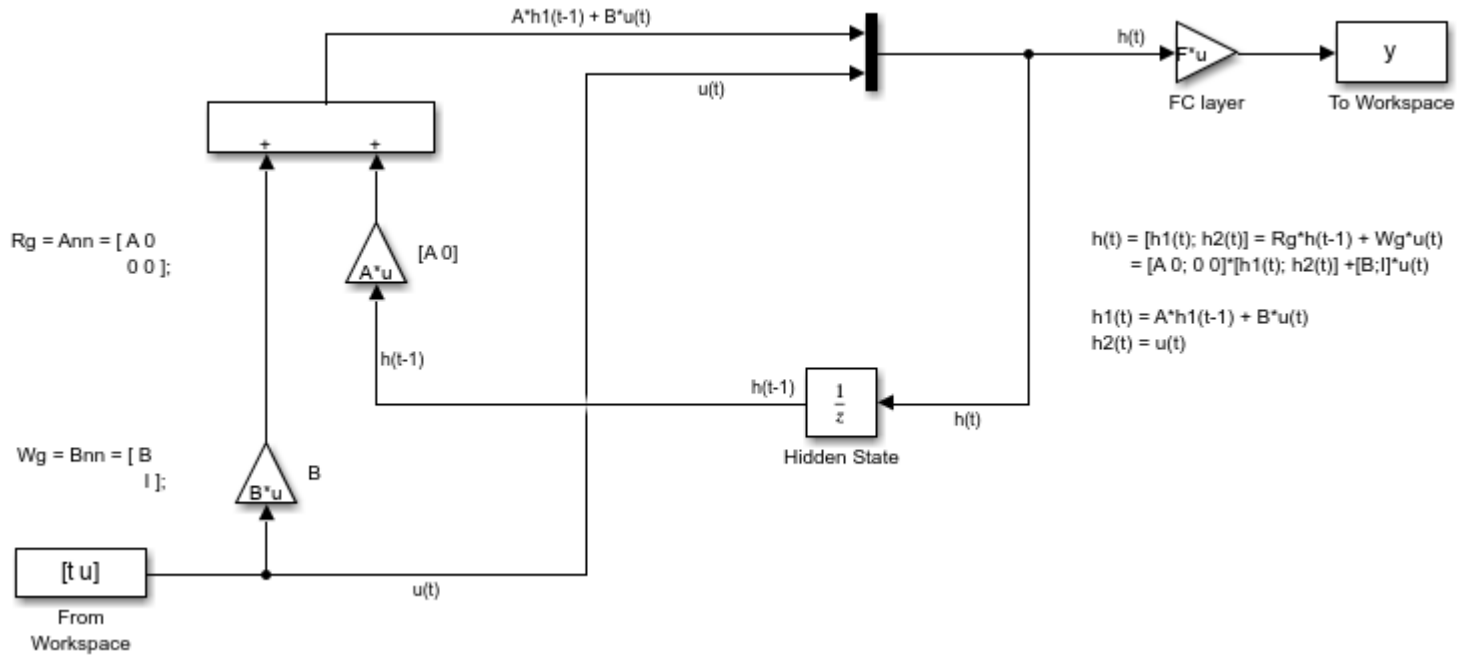 A*h1(t-1) + B*u(t)
h(t)
F*u
y
u(t)
FC layer
To Workspace
+ +
Rg = Ann = [ A 0
0 0 ];
[A 0]
A*u
h(t) = [h1(t); h2(t)] = Rg*h(t-1) + Wg*u(t)
= [A 0; 0 0]*[h1(t); h2(t)] +[B;I]*u(t)
h1(t) = A*h1(t-1) + B*u(t)
h2(t) = u(t)
h(t-1)
h(t-1)
1
z
h(t)
Hidden State
Wg = Bnn = [ B
I ];
B
B*u
[t u]
u(t)
From
Workspace